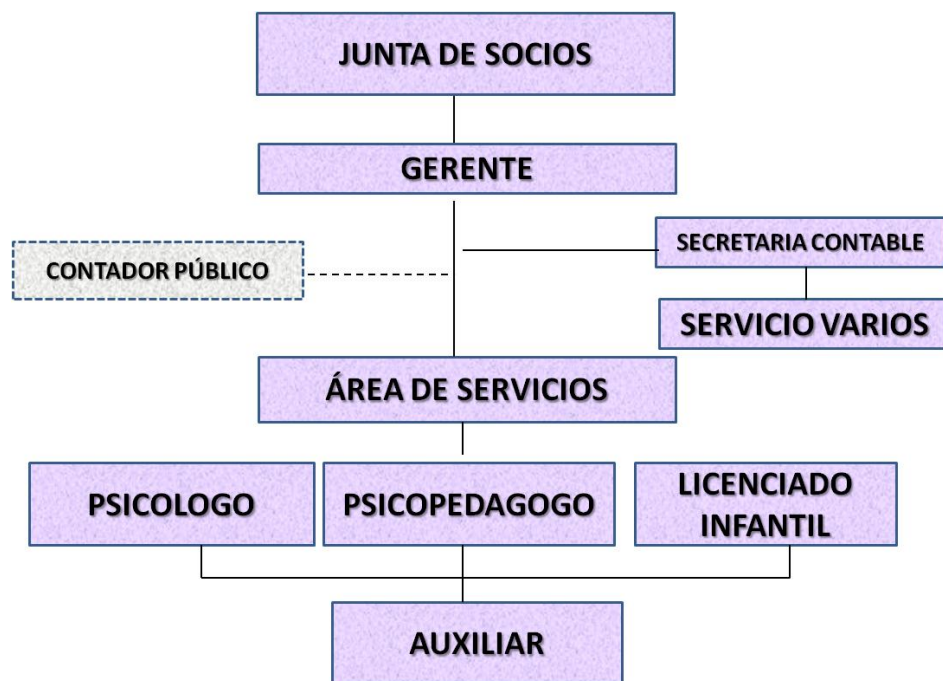 JUNTA DE SOCIOS
GERENTE
SECRETARIA CONTABLE
CONTADOR PÚBLICO
SERVICIO VARIOS
ÁREA DE SERVICIOS
PSICOLOGO
PSICOPEDAGOGO
LICENCIADO
INFANTIL
AUXILIAR